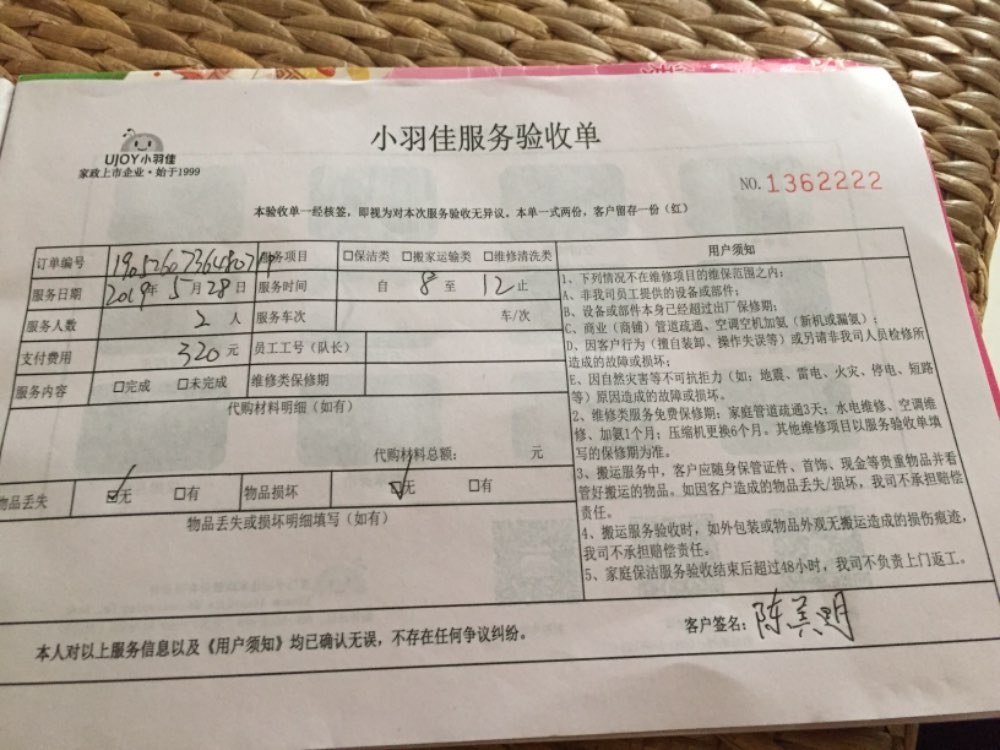 小羽佳服务验收单
UJOY小羽佳
家政上市企业·始于1999
NO. 1362222
本验收单一经核签，即视为对本次服务验收无异议。本单一式两份，客户留存一份（红）
订单编号 服务项目 □保洁类 □搬家运输类 □维修清洗类
服务日期 2019年 5月28日 服务时间 自 8 至 12 止
服务人数 2 人 服务车次 车/次
支付费用 320 元 员工工号（队长）
服务内容 □完成 □未完成 维修类保修期
代购材料明细（如有）
代购材料总额： 元
物品丢失 ☑无 □有 物品损坏 ☑无 □有
物品丢失或损坏明细填写（如有）
用户须知
1、下列情况不在维修项目的维保范围之内：
A、非我司员工提供的设备或部件；
B、设备或部件本身已经超过出厂保修期；
C、商业（商铺）管道疏通、空调空机加氨（新机或漏氨）；
D、因客户行为（擅自装卸、操作失误等）或另请非我司人员检修所
造成的故障或损坏；
E、因自然灾害等不可抗拒力（如：地震、雷电、火灾、停电、短路
等）原因造成的故障或损坏。
2、维修类服务免费保修期：家庭管道疏通3天；水电维修、空调维
修、加氨1个月；压缩机更换6个月。其他维修项目以服务验收单填
写的保修期为准。
3、搬运服务中，客户应随身保管证件、首饰、现金等贵重物品并看
管好搬运的物品。如因客户造成的物品丢失/损坏，我司不承担赔偿
责任。
4、搬运服务验收时，如外包装或物品外观无搬运造成的损伤痕迹，
我司不承担赔偿责任。
5、家庭保洁服务验收结束后超过48小时，我司不负责上门返工。
本人对以上服务信息以及《用户须知》均已确认无误，不存在任何争议纠纷。
客户签名：陈美明